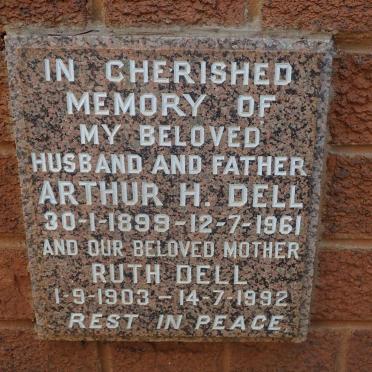 IN CHERISHED
MEMORY OF
MY BELOVED
HUSBAND AND FATHER
ARTHUR H. DELL
30-1-1899-12-7-1961
AND OUR BELOVED MOTHER
RUTH DELL
1-9-1903 - 14-7-1992
REST IN PEACE